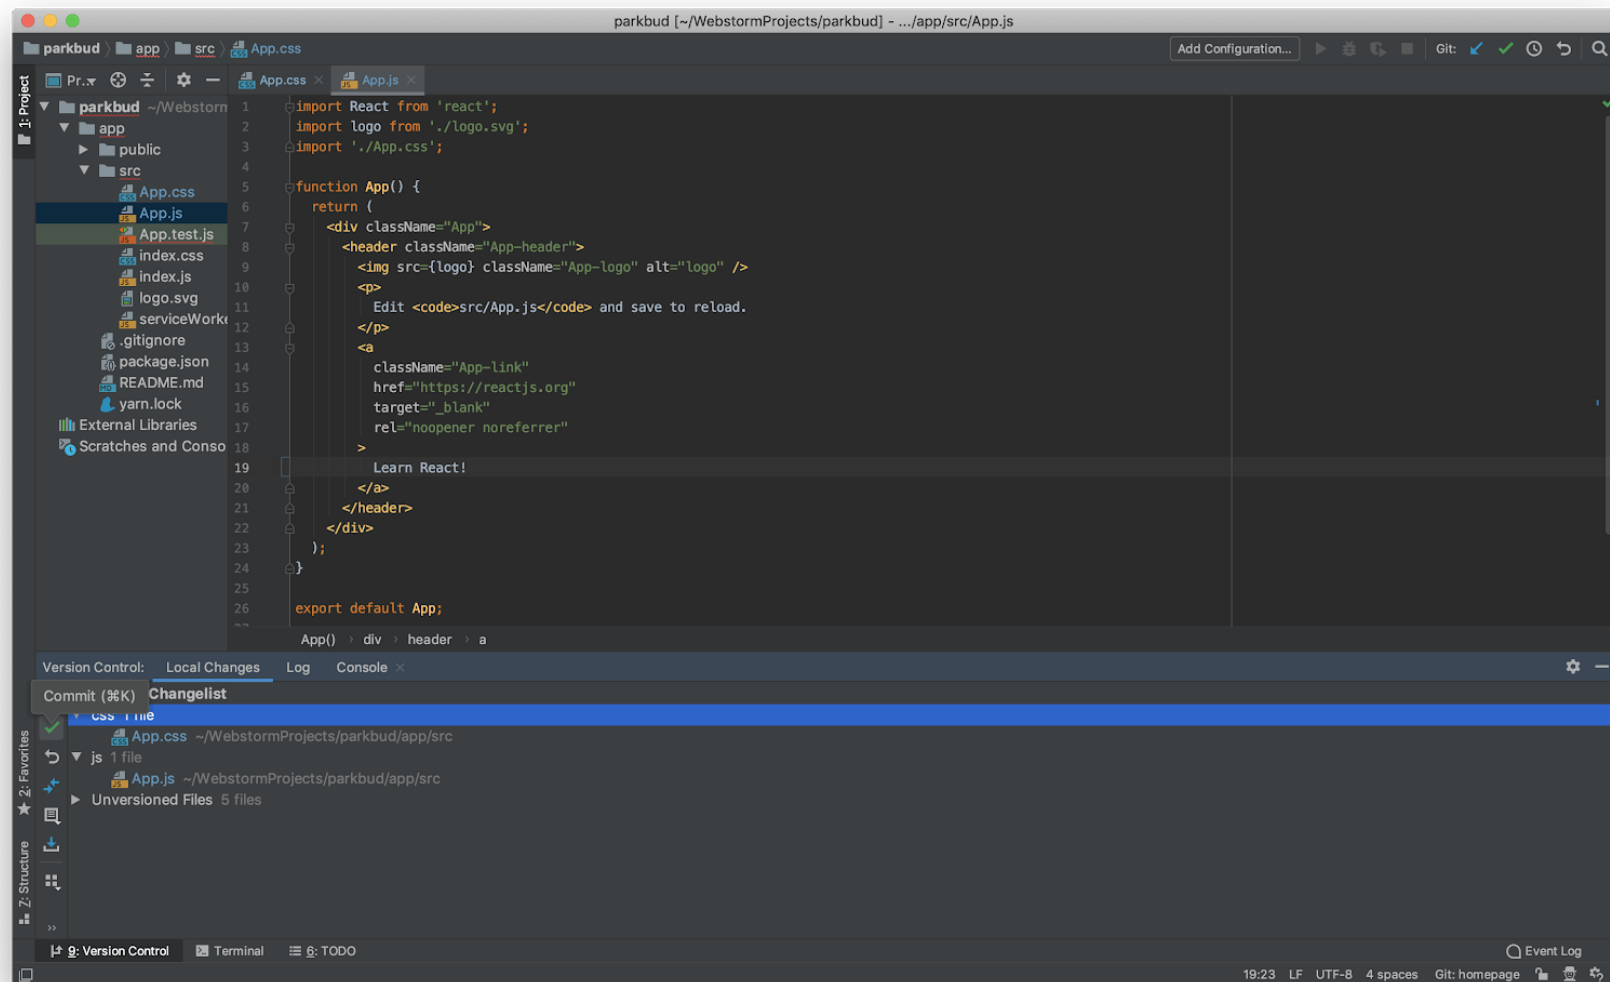 parkbud [~/WebstormProjects/parkbud] - .../app/src/App.js
parkbud app src App.css
Add Configuration...
Git:
1: Project
Pr..
App.css
App.js
parkbud ~/Webstorm
app
public
src
App.css
App.js
App.test.js
index.css
index.js
logo.svg
serviceWorke
.gitignore
package.json
README.md
yarn.lock
External Libraries
Scratches and Conso
1 import React from 'react';
2 import logo from './logo.svg';
3 import './App.css';
4
5 function App() {
6 return (
7 <div className="App">
8 <header className="App-header">
9 <img src={logo} className="App-logo" alt="logo" />
10 <p>
11 Edit <code>src/App.js</code> and save to reload.
12 </p>
13 <a
14 className="App-link"
15 href="https://reactjs.org"
16 target="_blank"
17 rel="noopener noreferrer"
18 >
19 Learn React!
20 </a>
21 </header>
22 </div>
23 );
24 }
25
26 export default App;
App() › div › header › a
Version Control: Local Changes Log Console
Commit (⌘K)
Changelist
css 1 file
App.css ~/WebstormProjects/parkbud/app/src
js 1 file
App.js ~/WebstormProjects/parkbud/app/src
Unversioned Files 5 files
2: Favorites
Z: Structure
»
9: Version Control
Terminal
6: TODO
Event Log
19:23 LF UTF-8 4 spaces Git: homepage